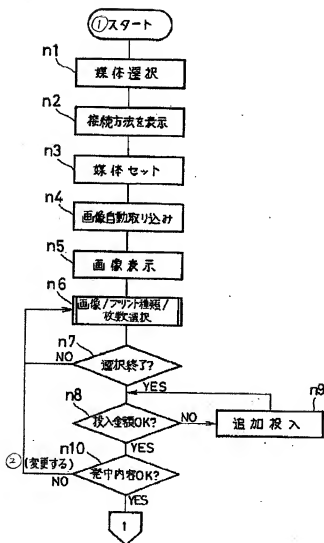 ①スタート
n1
媒体選択
n2
接続方法を表示
n3
媒体セット
n4
画像自動取り込み
n5
画像表示
n6
画像/プリント種類/
枚数選択
n7
選択終了?
NO
YES
n8
投入金額OK?
NO
n9
追加投入
YES
②(変更する)
n10
発中内容OK?
NO
YES
1